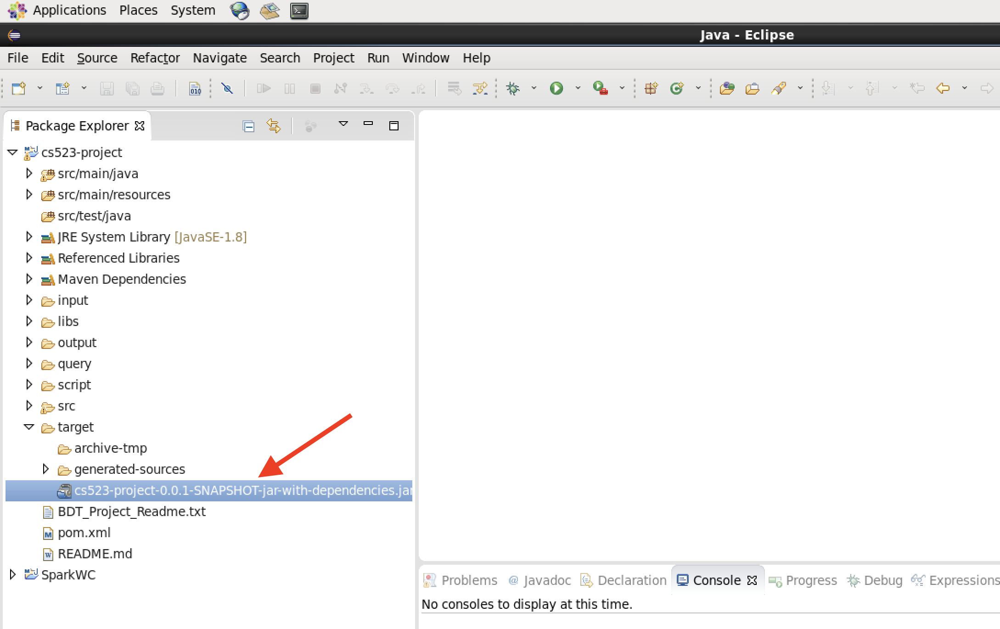 Applications Places System
Java - Eclipse
File Edit Source Refactor Navigate Search Project Run Window Help
010
Package Explorer
cs523-project
src/main/java
src/main/resources
src/test/java
JRE System Library [JavaSE-1.8]
Referenced Libraries
Maven Dependencies
input
libs
output
query
script
src
target
archive-tmp
generated-sources
cs523-project-0.0.1-SNAPSHOT-jar-with-dependencies.jar
BDT_Project_Readme.txt
pom.xml
README.md
SparkWC
Problems @ Javadoc Declaration Console Progress Debug Expressions
No consoles to display at this time.